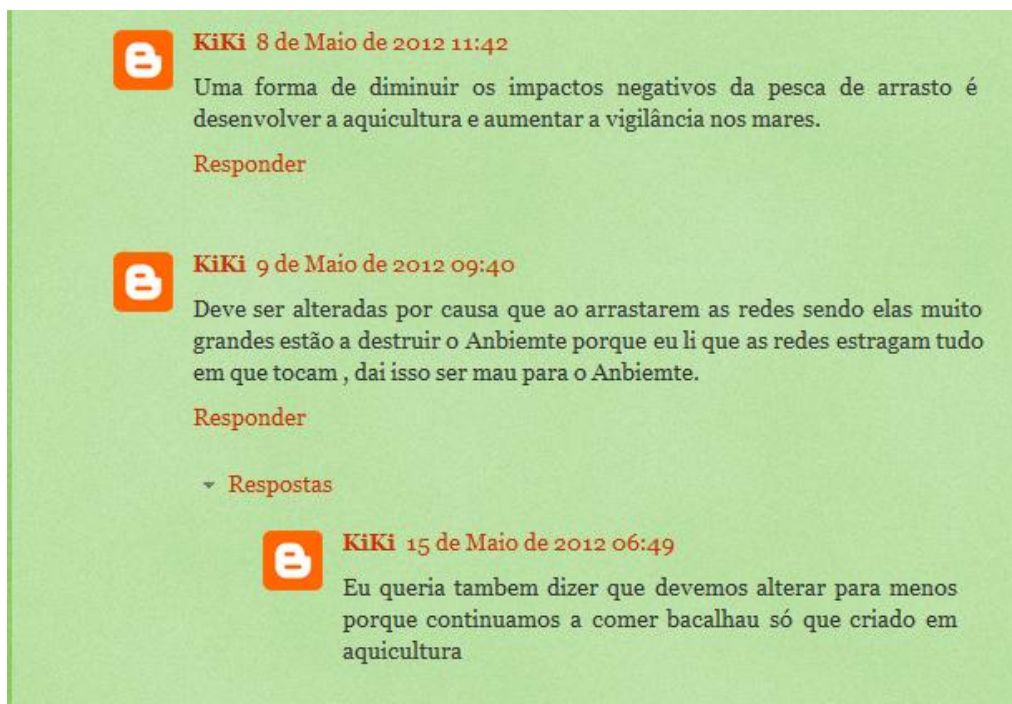 KiKi 8 de Maio de 2012 11:42
Uma forma de diminuir os impactos negativos da pesca de arrasto é
desenvolver a aquicultura e aumentar a vigilância nos mares.
Responder
KiKi 9 de Maio de 2012 09:40
Deve ser alteradas por causa que ao arrastarem as redes sendo elas muito
grandes estão a destruir o Anbiemte porque eu li que as redes estragam tudo
em que tocam , dai isso ser mau para o Anbiemte.
Responder
Respostas
KiKi 15 de Maio de 2012 06:49
Eu queria tambem dizer que devemos alterar para menos
porque continuamos a comer bacalhau só que criado em
aquicultura